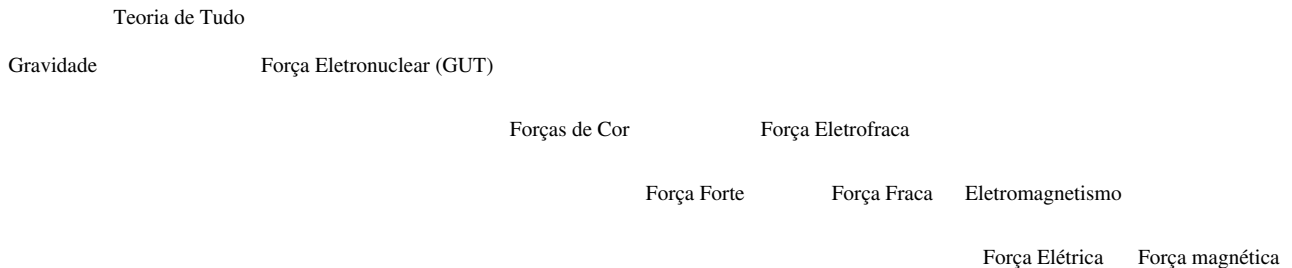 Teoria de Tudo
Gravidade Força Eletronuclear (GUT)
Forças de Cor Força Eletrofraca
Força Forte Força Fraca Eletromagnetismo
Força Elétrica Força magnética